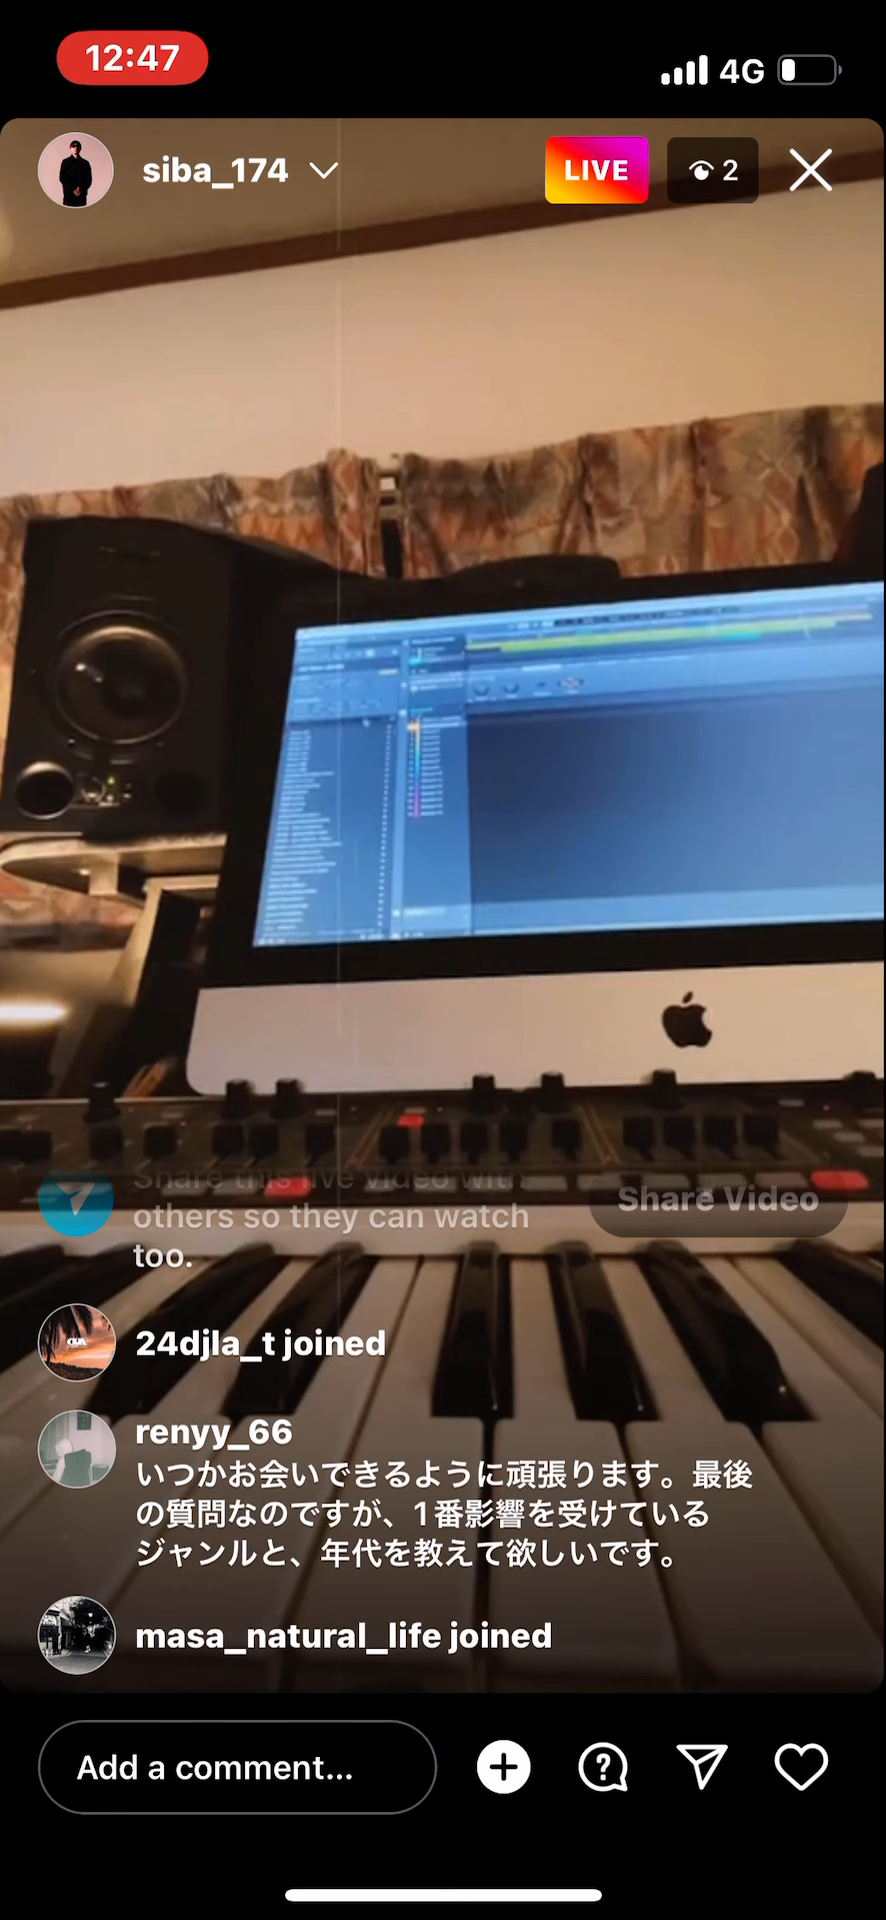 12:47
4G
siba_174
LIVE
2
Share this live video with
others so they can watch
too.
Share Video
24djla_t joined
renyy_66
いつかお会いできるように頑張ります。最後
の質問なのですが、1番影響を受けている
ジャンルと、年代を教えて欲しいです。
masa_natural_life joined
Add a comment...